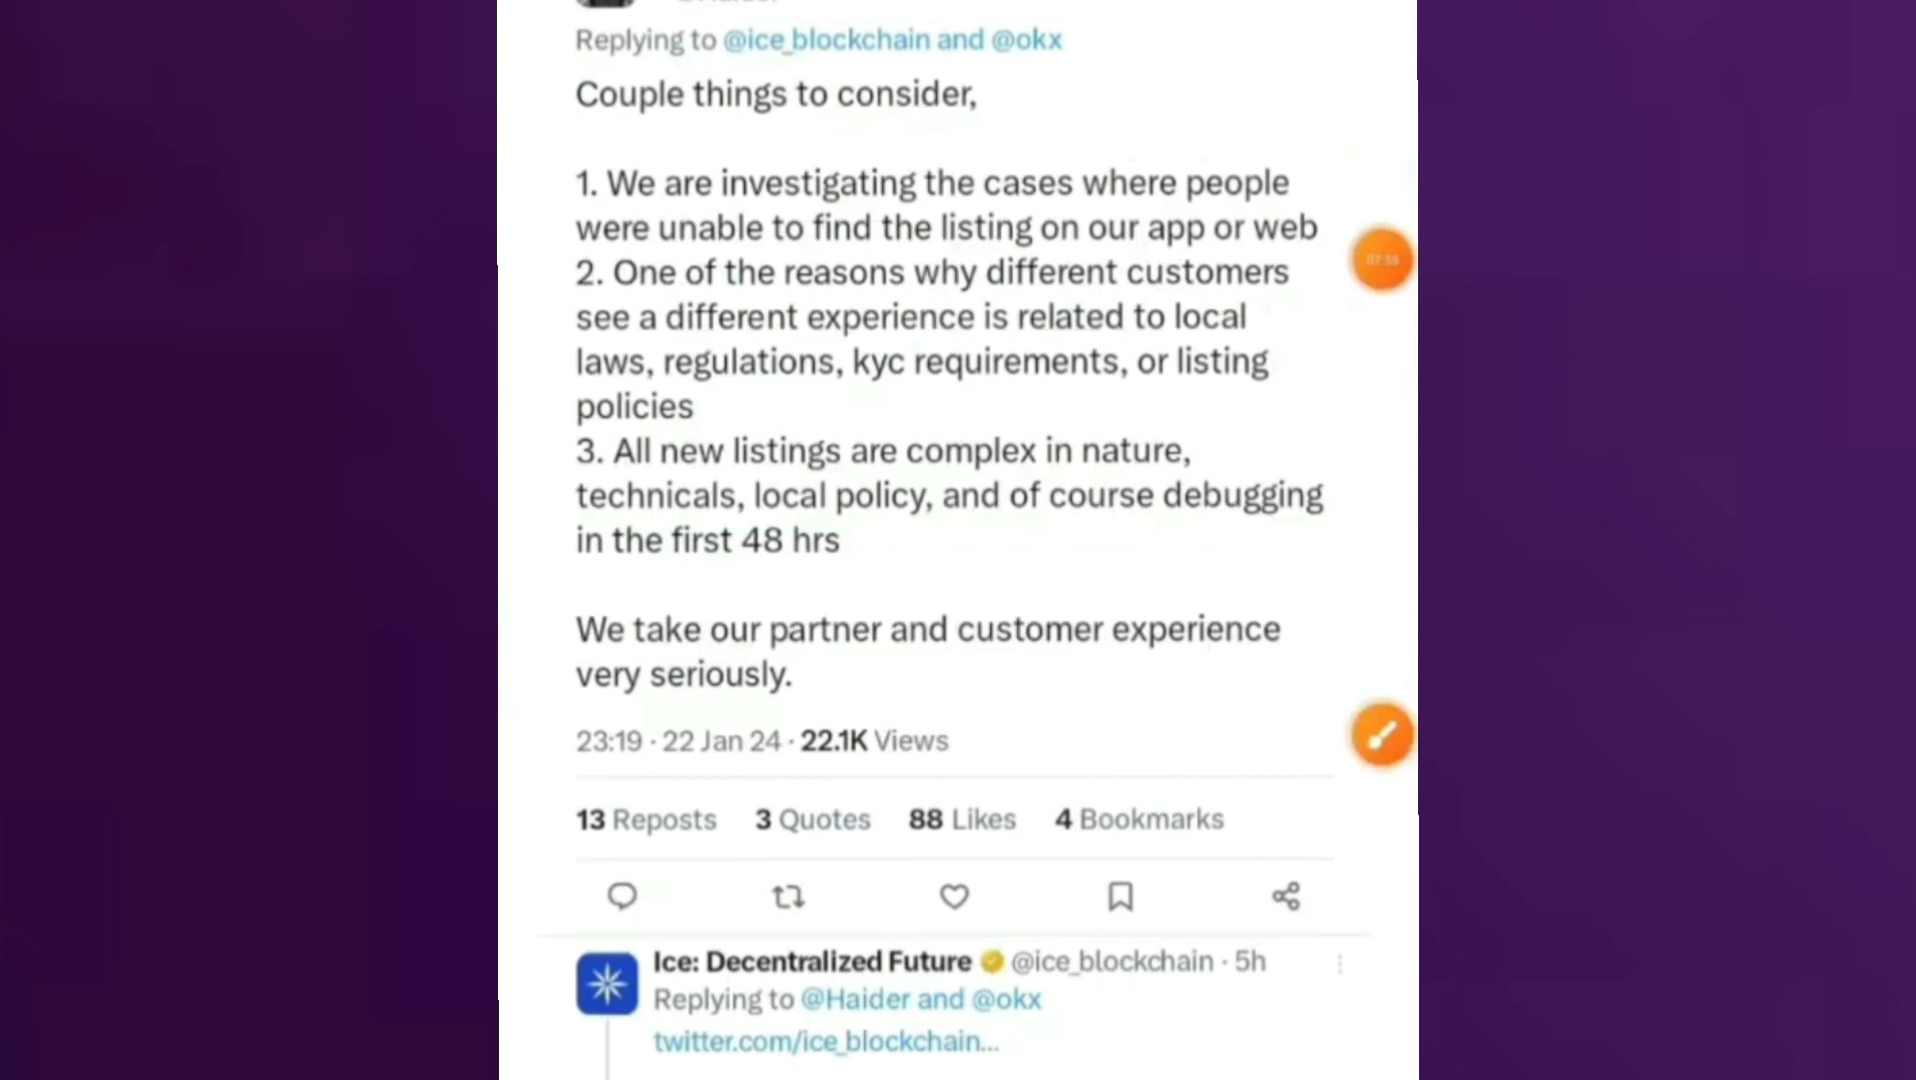 Replying to @ice_blockchain and @okx
Couple things to consider,
1. We are investigating the cases where people
were unable to find the listing on our app or web
2. One of the reasons why different customers
see a different experience is related to local
laws, regulations, kyc requirements, or listing
policies
3. All new listings are complex in nature,
technicals, local policy, and of course debugging
in the first 48 hrs
We take our partner and customer experience
very seriously.
23:19 · 22 Jan 24 · 22.1K Views
13 Reposts 3 Quotes 88 Likes 4 Bookmarks
Ice: Decentralized Future @ice_blockchain · 5h
Replying to @Haider and @okx
twitter.com/ice_blockchain...